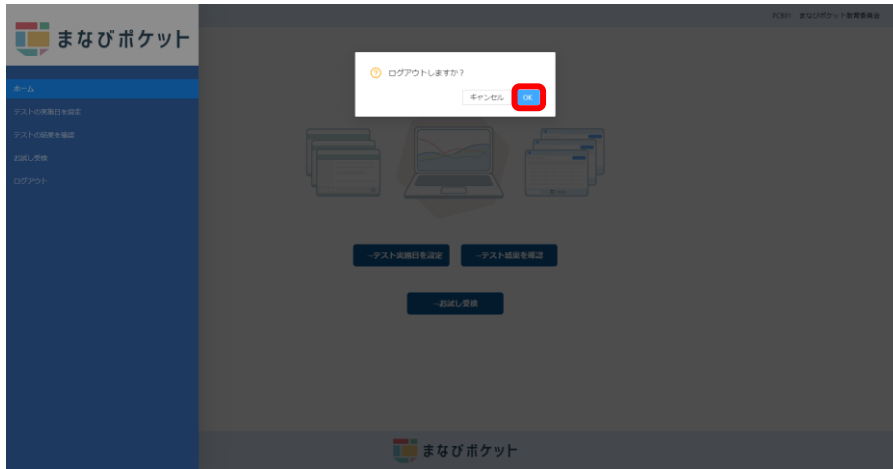 まなびポケット
PCB01 まなびポケット教育委員会
ログアウトしますか？
キャンセル
OK
ホーム
テストの実施日を設定
テストの結果を確認
お試し受検
ログアウト
→テスト実施日を設定
→テスト結果を確認
→お試し受検
まなびポケット